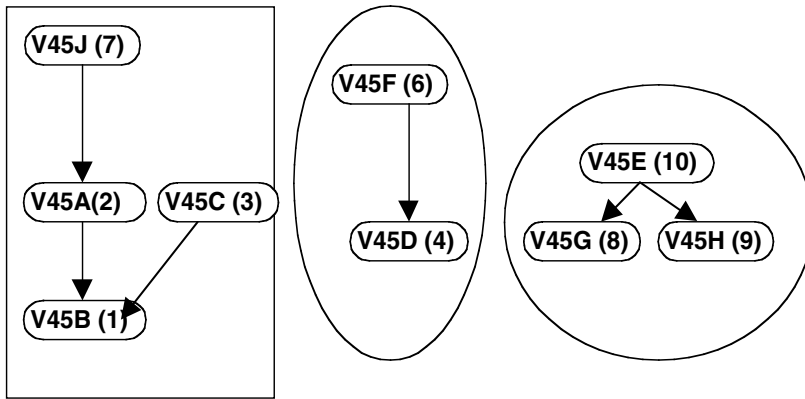 V45J (7)
V45F (6)
V45E (10)
V45A(2)
V45C (3)
V45D (4)
V45G (8)
V45H (9)
V45B (1)